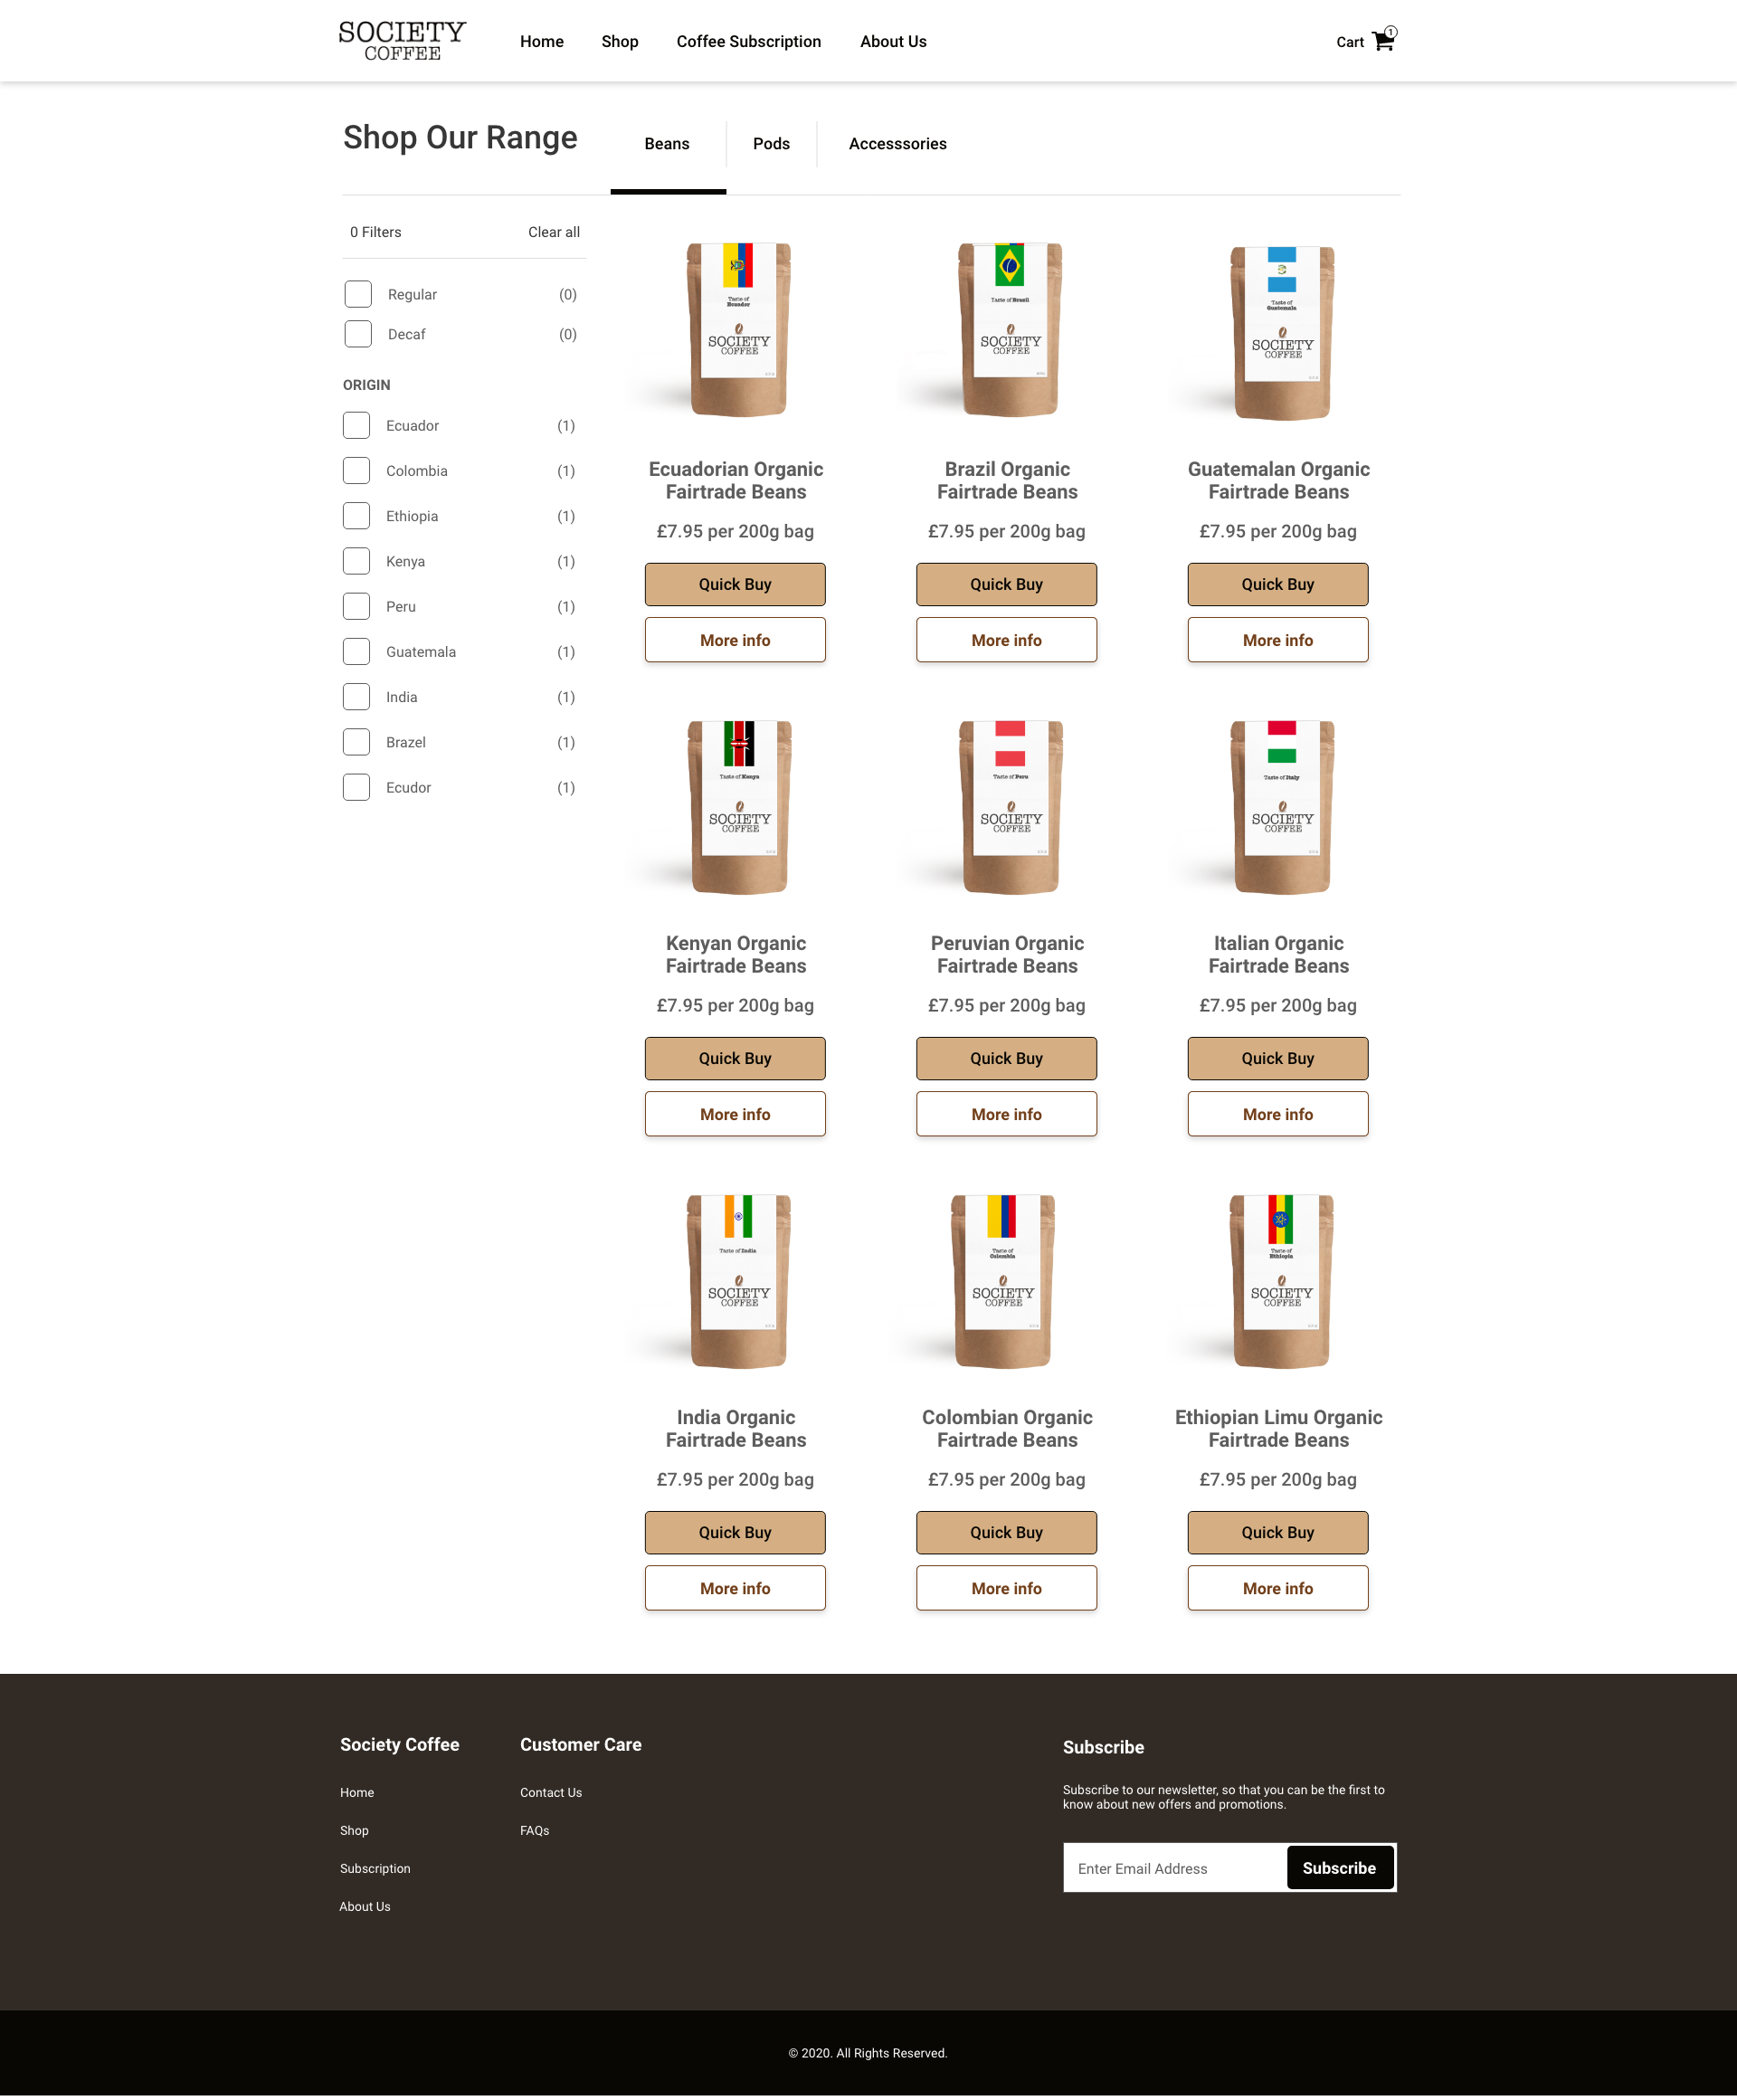 SOCIETY
COFFEE
Home
Shop
Coffee Subscription
About Us
Cart
1
Shop Our Range
Beans
Pods
Accesssories
0 Filters
Clear all
Regular
(0)
Decaf
(0)
ORIGIN
Ecuador
(1)
Colombia
(1)
Ethiopia
(1)
Kenya
(1)
Peru
(1)
Guatemala
(1)
India
(1)
Brazel
(1)
Ecudor
(1)
Taste of
Ecuador
SOCIETY
COFFEE
Taste of Brazil
SOCIETY
COFFEE
Taste of
Guatemala
SOCIETY
COFFEE
Ecuadorian Organic
Fairtrade Beans
£7.95 per 200g bag
Quick Buy
More info
Brazil Organic
Fairtrade Beans
£7.95 per 200g bag
Quick Buy
More info
Guatemalan Organic
Fairtrade Beans
£7.95 per 200g bag
Quick Buy
More info
Taste of Kenya
SOCIETY
COFFEE
Taste of Peru
SOCIETY
COFFEE
Taste of Italy
SOCIETY
COFFEE
Kenyan Organic
Fairtrade Beans
£7.95 per 200g bag
Quick Buy
More info
Peruvian Organic
Fairtrade Beans
£7.95 per 200g bag
Quick Buy
More info
Italian Organic
Fairtrade Beans
£7.95 per 200g bag
Quick Buy
More info
Taste of India
SOCIETY
COFFEE
Taste of
Colombia
SOCIETY
COFFEE
Taste of
Ethiopia
SOCIETY
COFFEE
India Organic
Fairtrade Beans
£7.95 per 200g bag
Quick Buy
More info
Colombian Organic
Fairtrade Beans
£7.95 per 200g bag
Quick Buy
More info
Ethiopian Limu Organic
Fairtrade Beans
£7.95 per 200g bag
Quick Buy
More info
Society Coffee
Home
Shop
Subscription
About Us
Customer Care
Contact Us
FAQs
Subscribe
Subscribe to our newsletter, so that you can be the first to
know about new offers and promotions.
Enter Email Address
Subscribe
© 2020. All Rights Reserved.